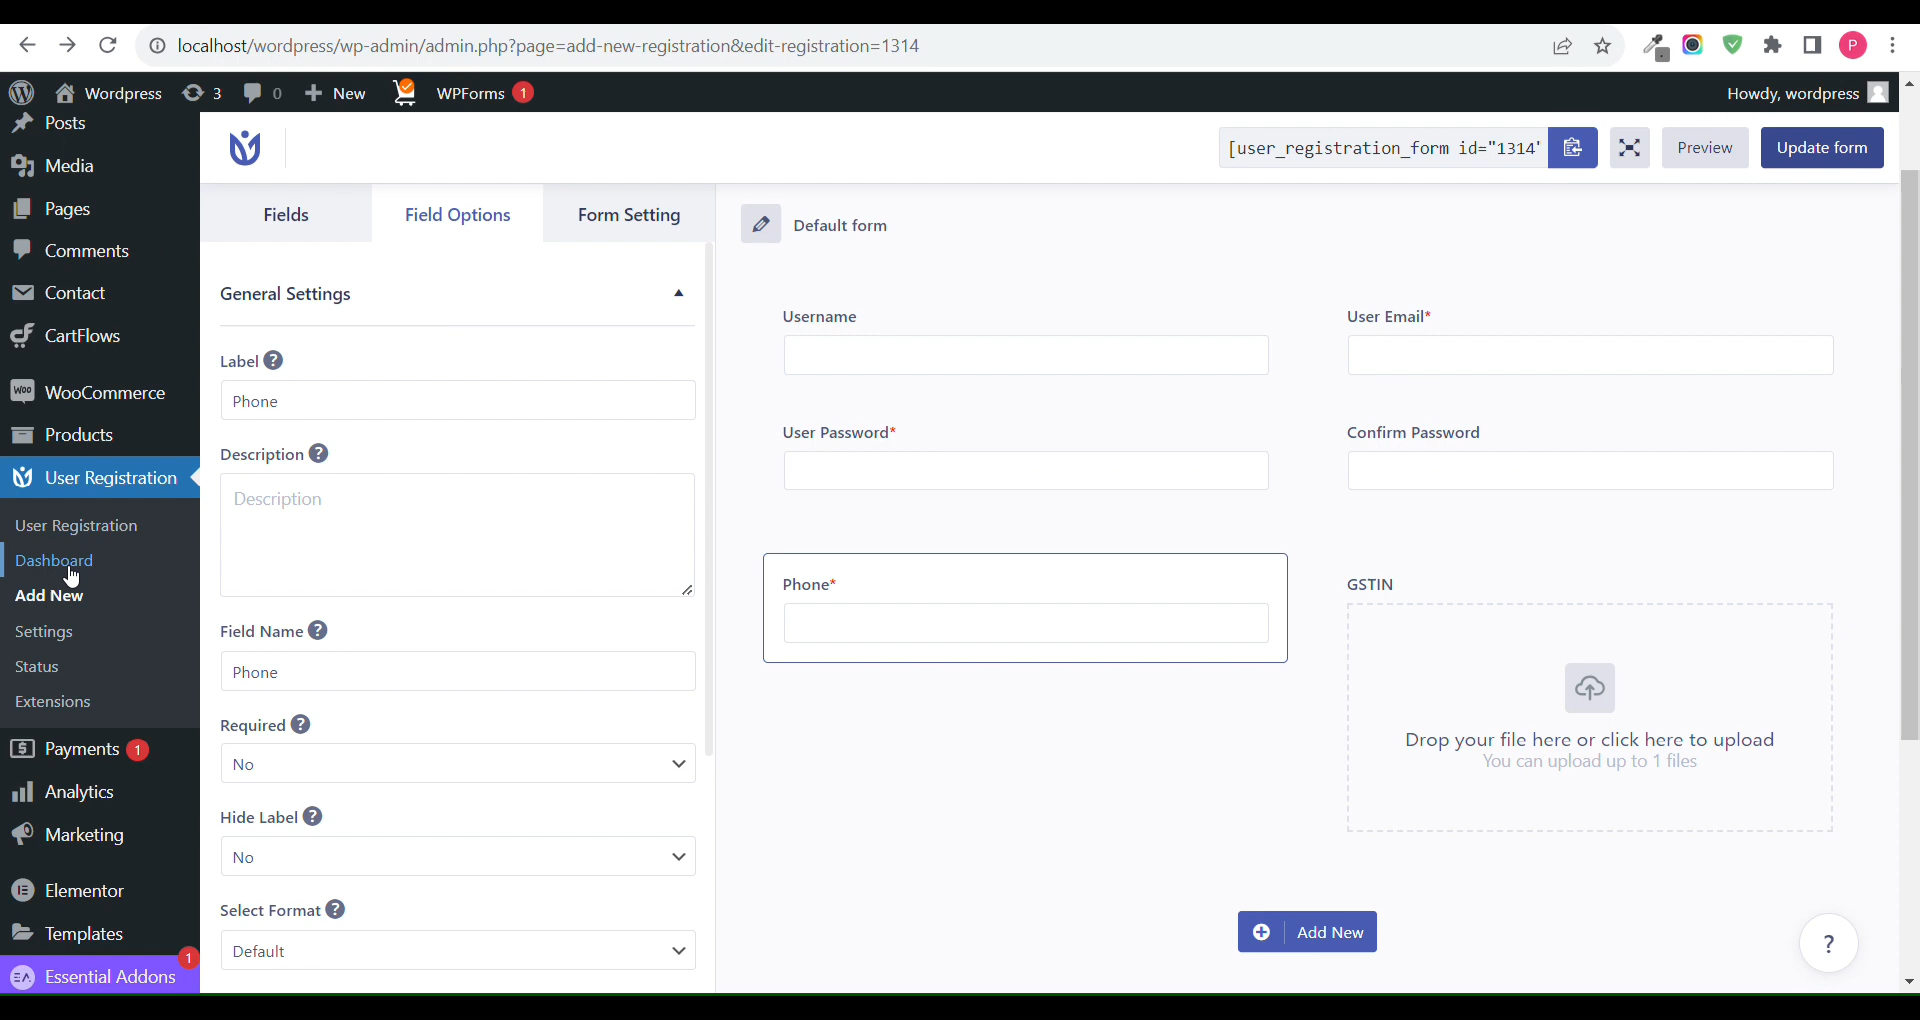 localhost/wordpress/wp-admin/admin.php?page=add-new-registration&edit-registration=1314
P
Wordpress 3 0 New WPForms 1 Howdy, wordpress
Posts
Media
Pages
Comments
Contact
CartFlows
Woo WooCommerce
Products
User Registration
User Registration
Dashboard
Add New
Settings
Status
Extensions
Payments 1
Analytics
Marketing
Elementor
Templates
1
EA Essential Addons
[user_registration_form id="1314' Preview Update form
Fields Field Options Form Setting
General Settings
Label ?
Phone
Description ?
Description
Field Name ?
Phone
Required ?
No
Hide Label ?
No
Select Format ?
Default
Default form
Username User Email*
User Password* Confirm Password
Phone* GSTIN
Drop your file here or click here to upload
You can upload up to 1 files
Add New
?